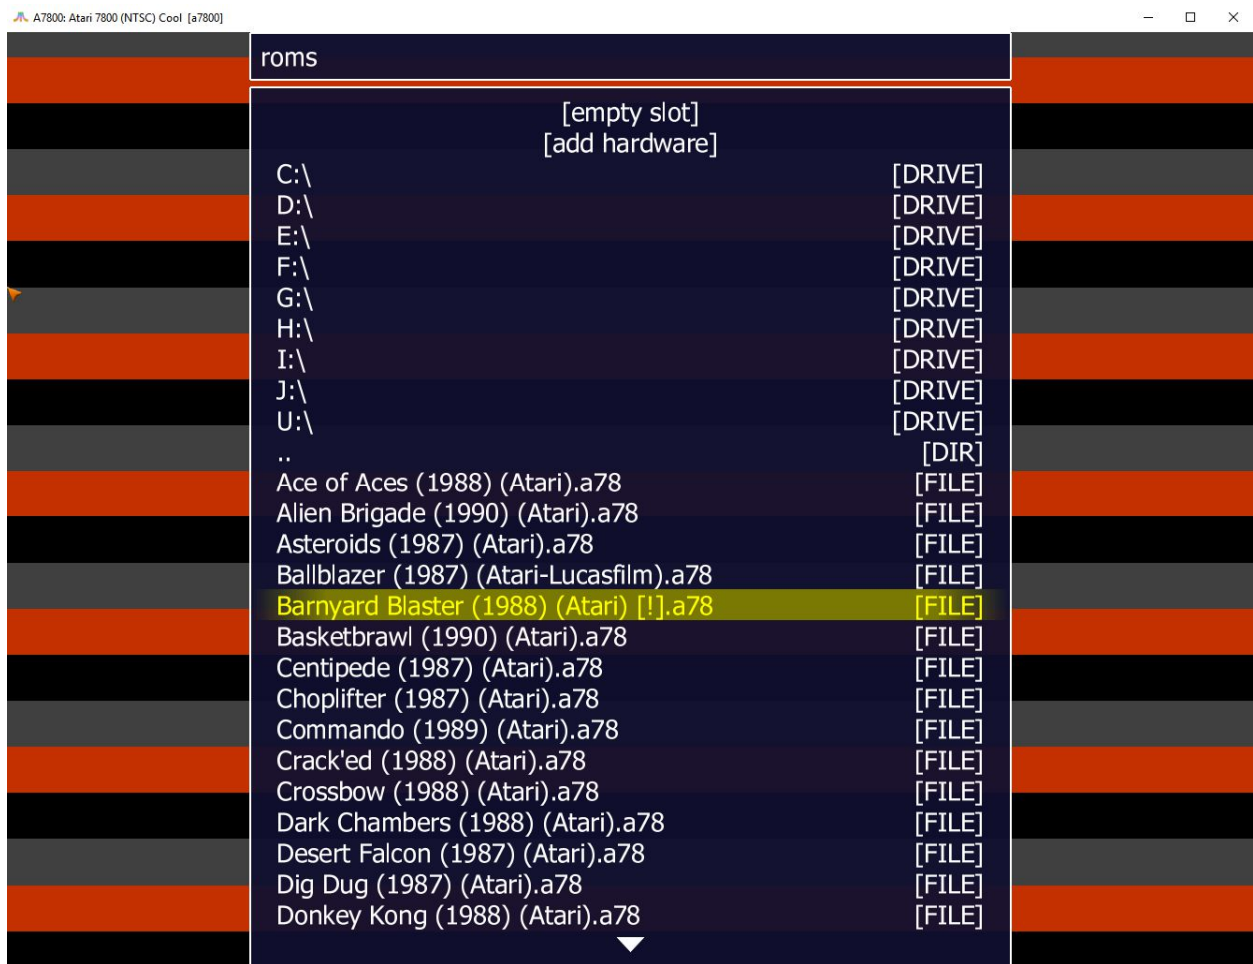 A7800: Atari 7800 (NTSC) Cool [a7800]
roms
[empty slot]
[add hardware]
C:\ [DRIVE]
D:\ [DRIVE]
E:\ [DRIVE]
F:\ [DRIVE]
G:\ [DRIVE]
H:\ [DRIVE]
I:\ [DRIVE]
J:\ [DRIVE]
U:\ [DRIVE]
.. [DIR]
Ace of Aces (1988) (Atari).a78 [FILE]
Alien Brigade (1990) (Atari).a78 [FILE]
Asteroids (1987) (Atari).a78 [FILE]
Ballblazer (1987) (Atari-Lucasfilm).a78 [FILE]
Barnyard Blaster (1988) (Atari) [!].a78 [FILE]
Basketbrawl (1990) (Atari).a78 [FILE]
Centipede (1987) (Atari).a78 [FILE]
Choplifter (1987) (Atari).a78 [FILE]
Commando (1989) (Atari).a78 [FILE]
Crack'ed (1988) (Atari).a78 [FILE]
Crossbow (1988) (Atari).a78 [FILE]
Dark Chambers (1988) (Atari).a78 [FILE]
Desert Falcon (1987) (Atari).a78 [FILE]
Dig Dug (1987) (Atari).a78 [FILE]
Donkey Kong (1988) (Atari).a78 [FILE]